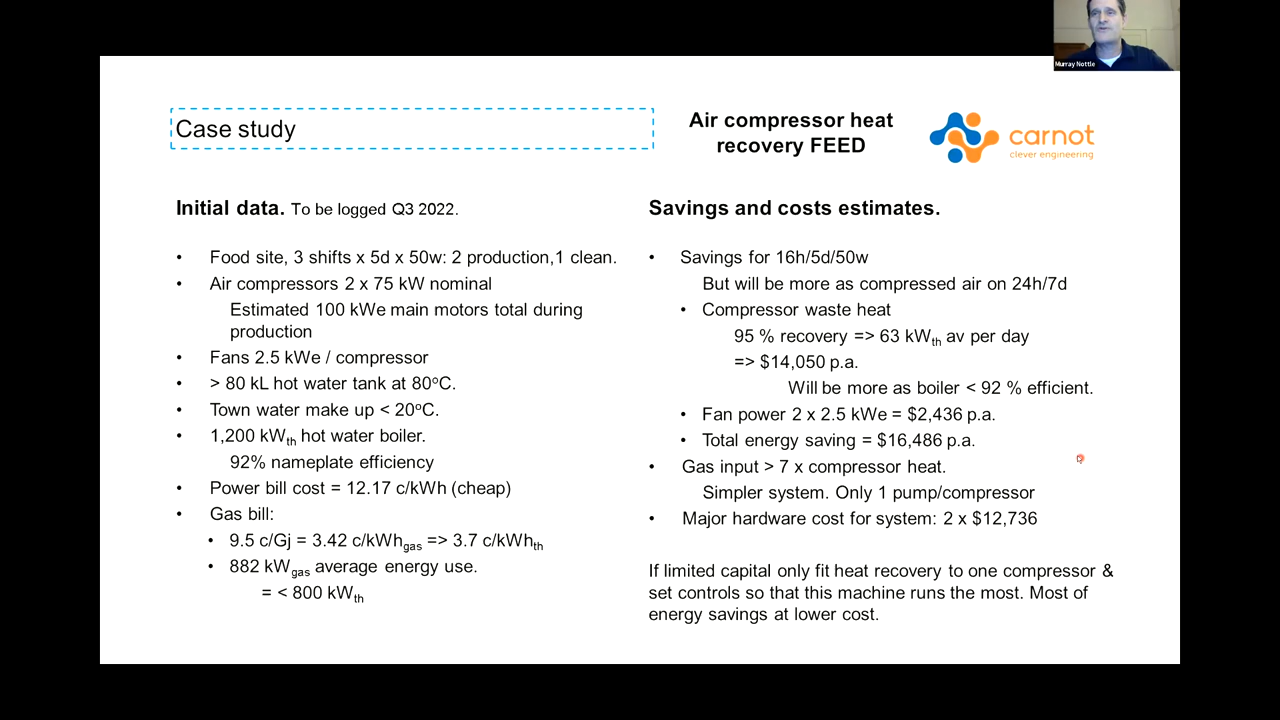 Murray Nottle
Case study
Air compressor heat
recovery FEED
carnot
clever engineering
Initial data. To be logged Q3 2022.
• Food site, 3 shifts x 5d x 50w: 2 production,1 clean.
• Air compressors 2 x 75 kW nominal
Estimated 100 kWe main motors total during
production
• Fans 2.5 kWe / compressor
• > 80 kL hot water tank at 80°C.
• Town water make up < 20°C.
• 1,200 kWth hot water boiler.
92% nameplate efficiency
• Power bill cost = 12.17 c/kWh (cheap)
• Gas bill:
• 9.5 c/Gj = 3.42 c/kWhgas => 3.7 c/kWhth
• 882 kWgas average energy use.
= < 800 kWth
Savings and costs estimates.
• Savings for 16h/5d/50w
But will be more as compressed air on 24h/7d
• Compressor waste heat
95 % recovery => 63 kWth av per day
=> $14,050 p.a.
Will be more as boiler < 92 % efficient.
• Fan power 2 x 2.5 kWe = $2,436 p.a.
• Total energy saving = $16,486 p.a.
• Gas input > 7 x compressor heat.
Simpler system. Only 1 pump/compressor
• Major hardware cost for system: 2 x $12,736
If limited capital only fit heat recovery to one compressor &
set controls so that this machine runs the most. Most of
energy savings at lower cost.